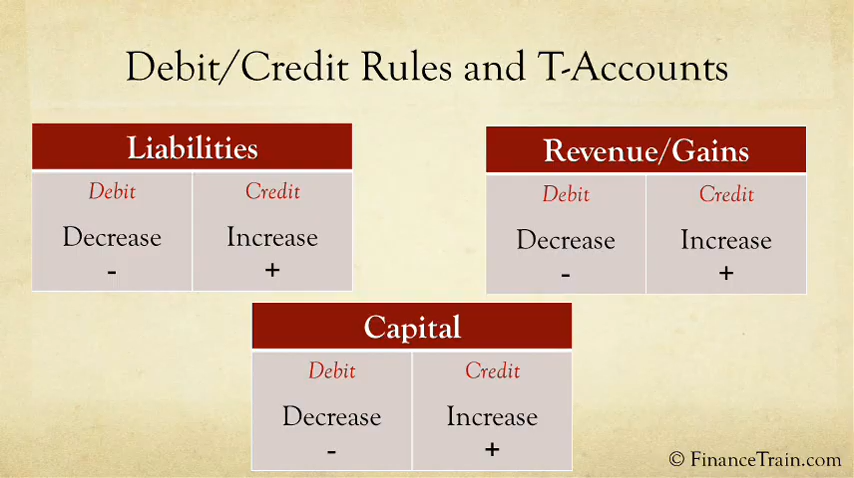 Debit/Credit Rules and T-Accounts
Liabilities
Debit Credit
Decrease Increase
- +
Revenue/Gains
Debit Credit
Decrease Increase
- +
Capital
Debit Credit
Decrease Increase
- +
© FinanceTrain.com